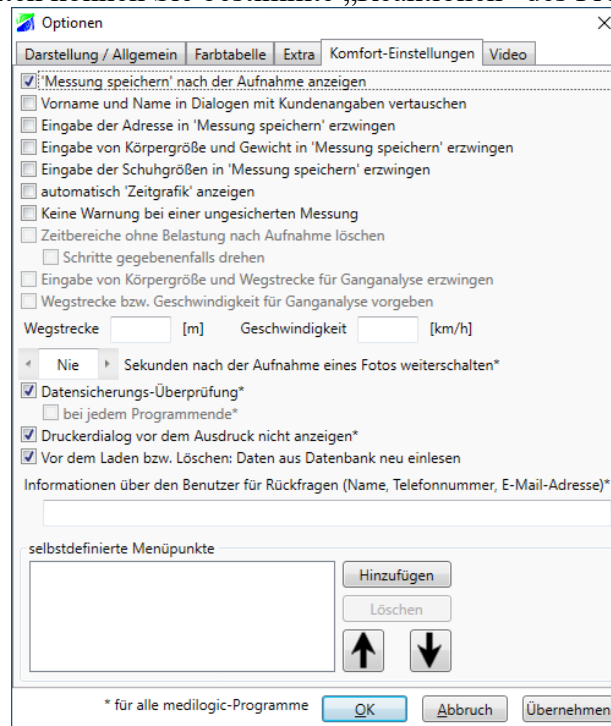 können Sie bestimmte „Reaktionen“ des
Optionen
Darstellung / Allgemein Farbtabelle Extra Komfort-Einstellungen Video
'Messung speichern' nach der Aufnahme anzeigen
Vorname und Name in Dialogen mit Kundenangaben vertauschen
Eingabe der Adresse in 'Messung speichern' erzwingen
Eingabe von Körpergröße und Gewicht in 'Messung speichern' erzwingen
Eingabe der Schuhgrößen in 'Messung speichern' erzwingen
automatisch 'Zeitgrafik' anzeigen
Keine Warnung bei einer ungesicherten Messung
Zeitbereiche ohne Belastung nach Aufnahme löschen
Schritte gegebenenfalls drehen
Eingabe von Körpergröße und Wegstrecke für Ganganalyse erzwingen
Wegstrecke bzw. Geschwindigkeit für Ganganalyse vorgeben
Wegstrecke [m] Geschwindigkeit [km/h]
Nie Sekunden nach der Aufnahme eines Fotos weiterschalten*
Datensicherungs-Überprüfung*
bei jedem Programmende*
Druckerdialog vor dem Ausdruck nicht anzeigen*
Vor dem Laden bzw. Löschen: Daten aus Datenbank neu einlesen
Informationen über den Benutzer für Rückfragen (Name, Telefonnummer, E-Mail-Adresse)*
selbstdefinierte Menüpunkte
Hinzufügen
Löschen
* für alle medilogic-Programme OK Abbruch Übernehmen